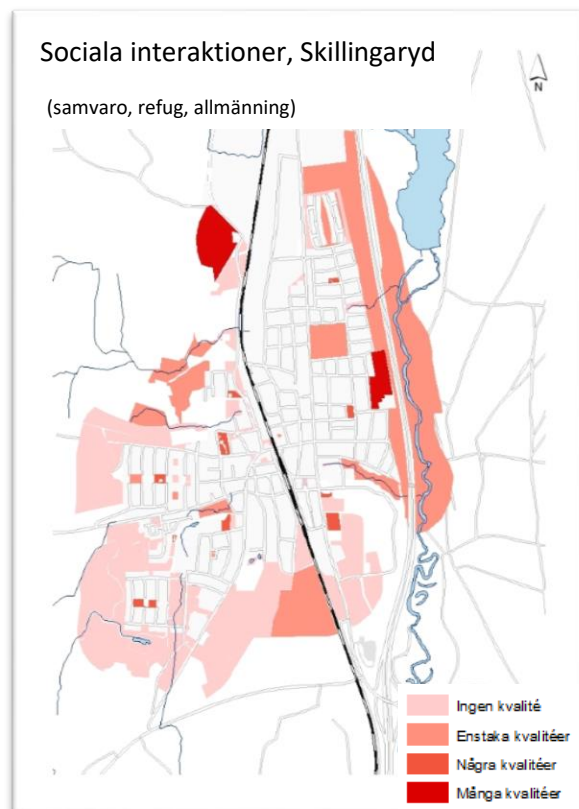 Sociala interaktioner, Skillingaryd
(samvaro, refug, allmänning)
N
Ingen kvalité
Enstaka kvalitéer
Några kvalitéer
Många kvalitéer